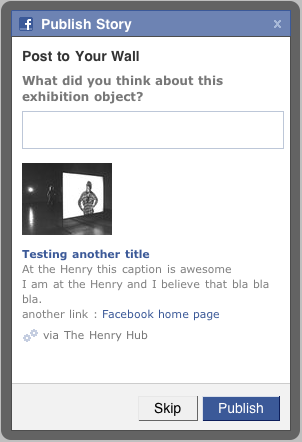 Publish Story x
Post to Your Wall
What did you think about this
exhibition object?
Testing another title
At the Henry this caption is awesome
I am at the Henry and I believe that bla bla
bla.
another link : Facebook home page
via The Henry Hub
Skip Publish